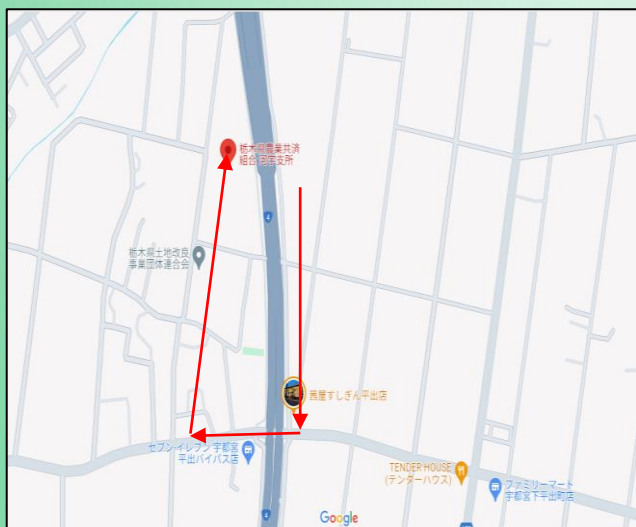 栃木県農業共済
組合 河宇支所
4
栃木県土地改良
事業団体連合会
茜屋すしぎん平出店
セブン-イレブン 宇都宮
平出バイパス店
TENDER HOUSE
(テンダーハウス)
ファミリーマート
宇都宮下平出町店
4
Google